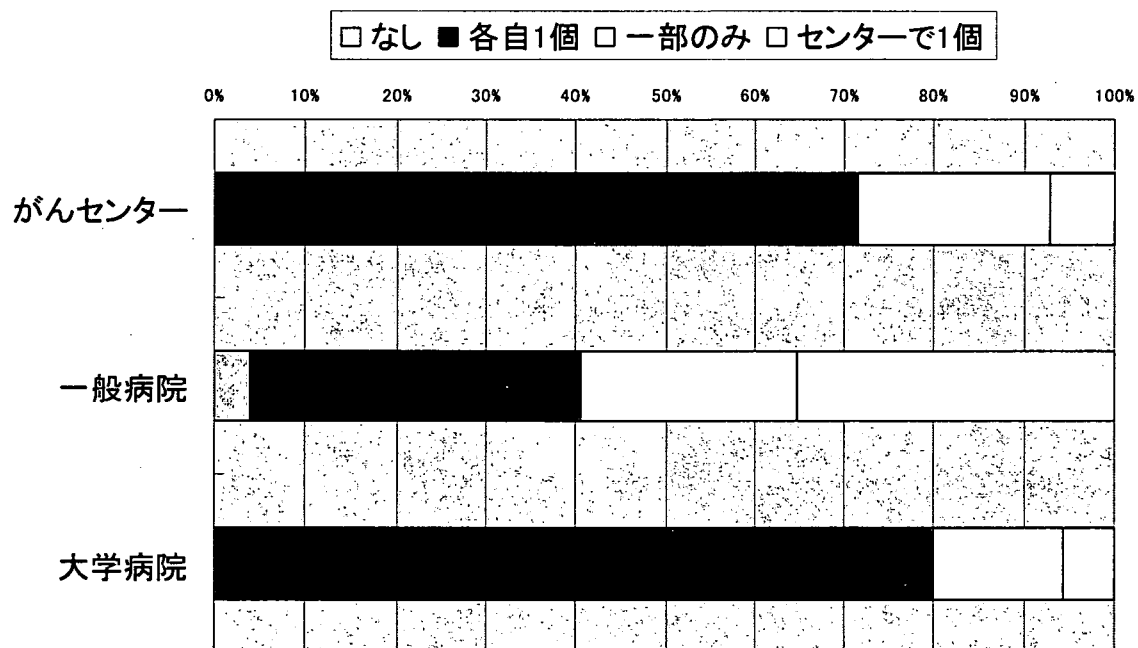 □ なし ■ 各自1個 □ 一部のみ □ センターで1個
0% 10% 20% 30% 40% 50% 60% 70% 80% 90% 100%
がんセンター
一般病院
大学病院